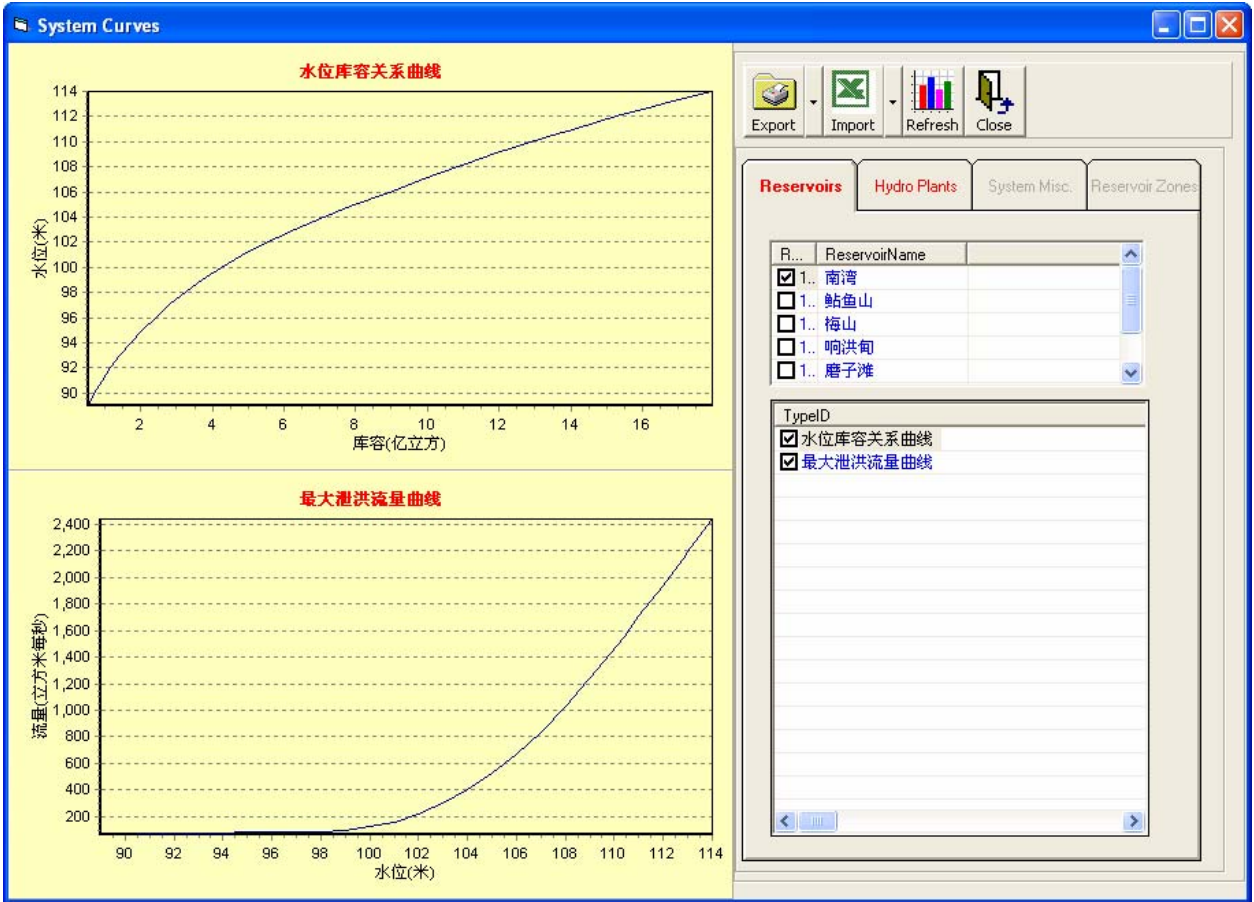 System Curves
水位库容关系曲线
114
112
110
108
106
104
102
100
98
96
94
92
90
水位(米)
2 4 6 8 10 12 14 16
库容(亿立方)
最大泄洪流量曲线
2,400
2,200
2,000
1,800
1,600
1,400
1,200
1,000
800
600
400
200
流量(立方米每秒)
90 92 94 96 98 100 102 104 106 108 110 112 114
水位(米)
Export Import Refresh Close
Reservoirs Hydro Plants System Misc. Reservoir Zones
R... ReservoirName
1.. 南湾
1.. 鲇鱼山
1.. 梅山
1.. 响洪甸
1.. 磨子滩
TypeID
水位库容关系曲线
最大泄洪流量曲线